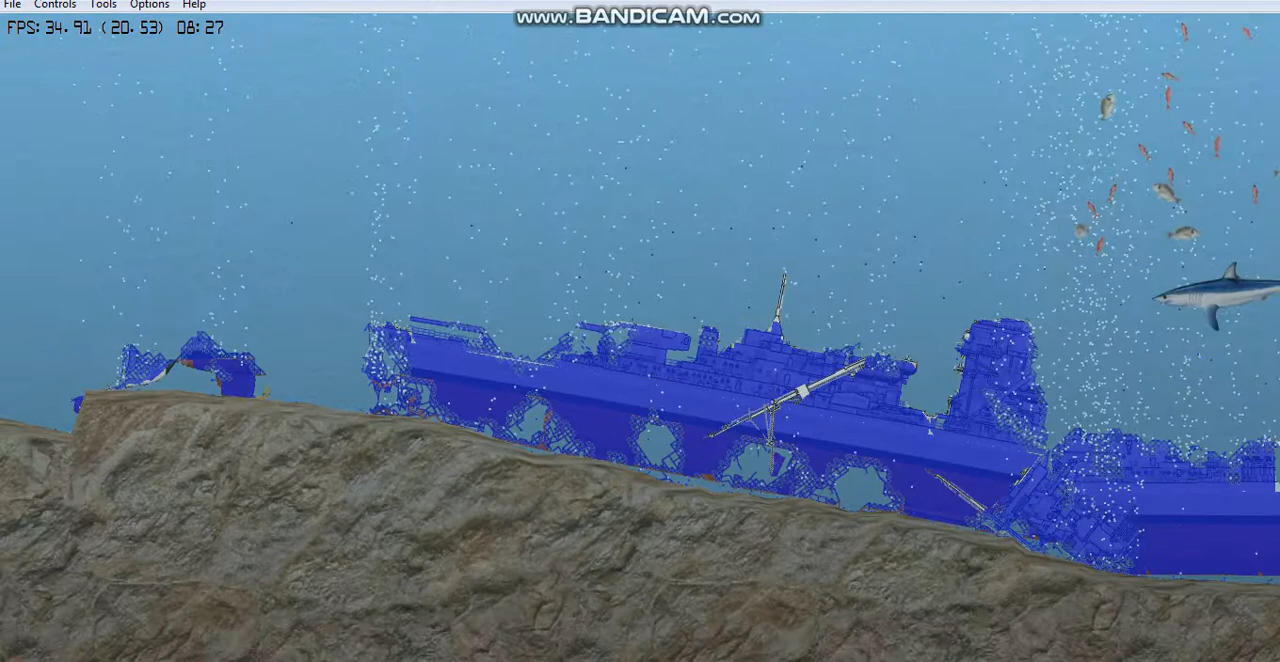 File Controls Tools Options Help
www.BANDICAM.com
FPS: 34.91 (20.53) 08:27